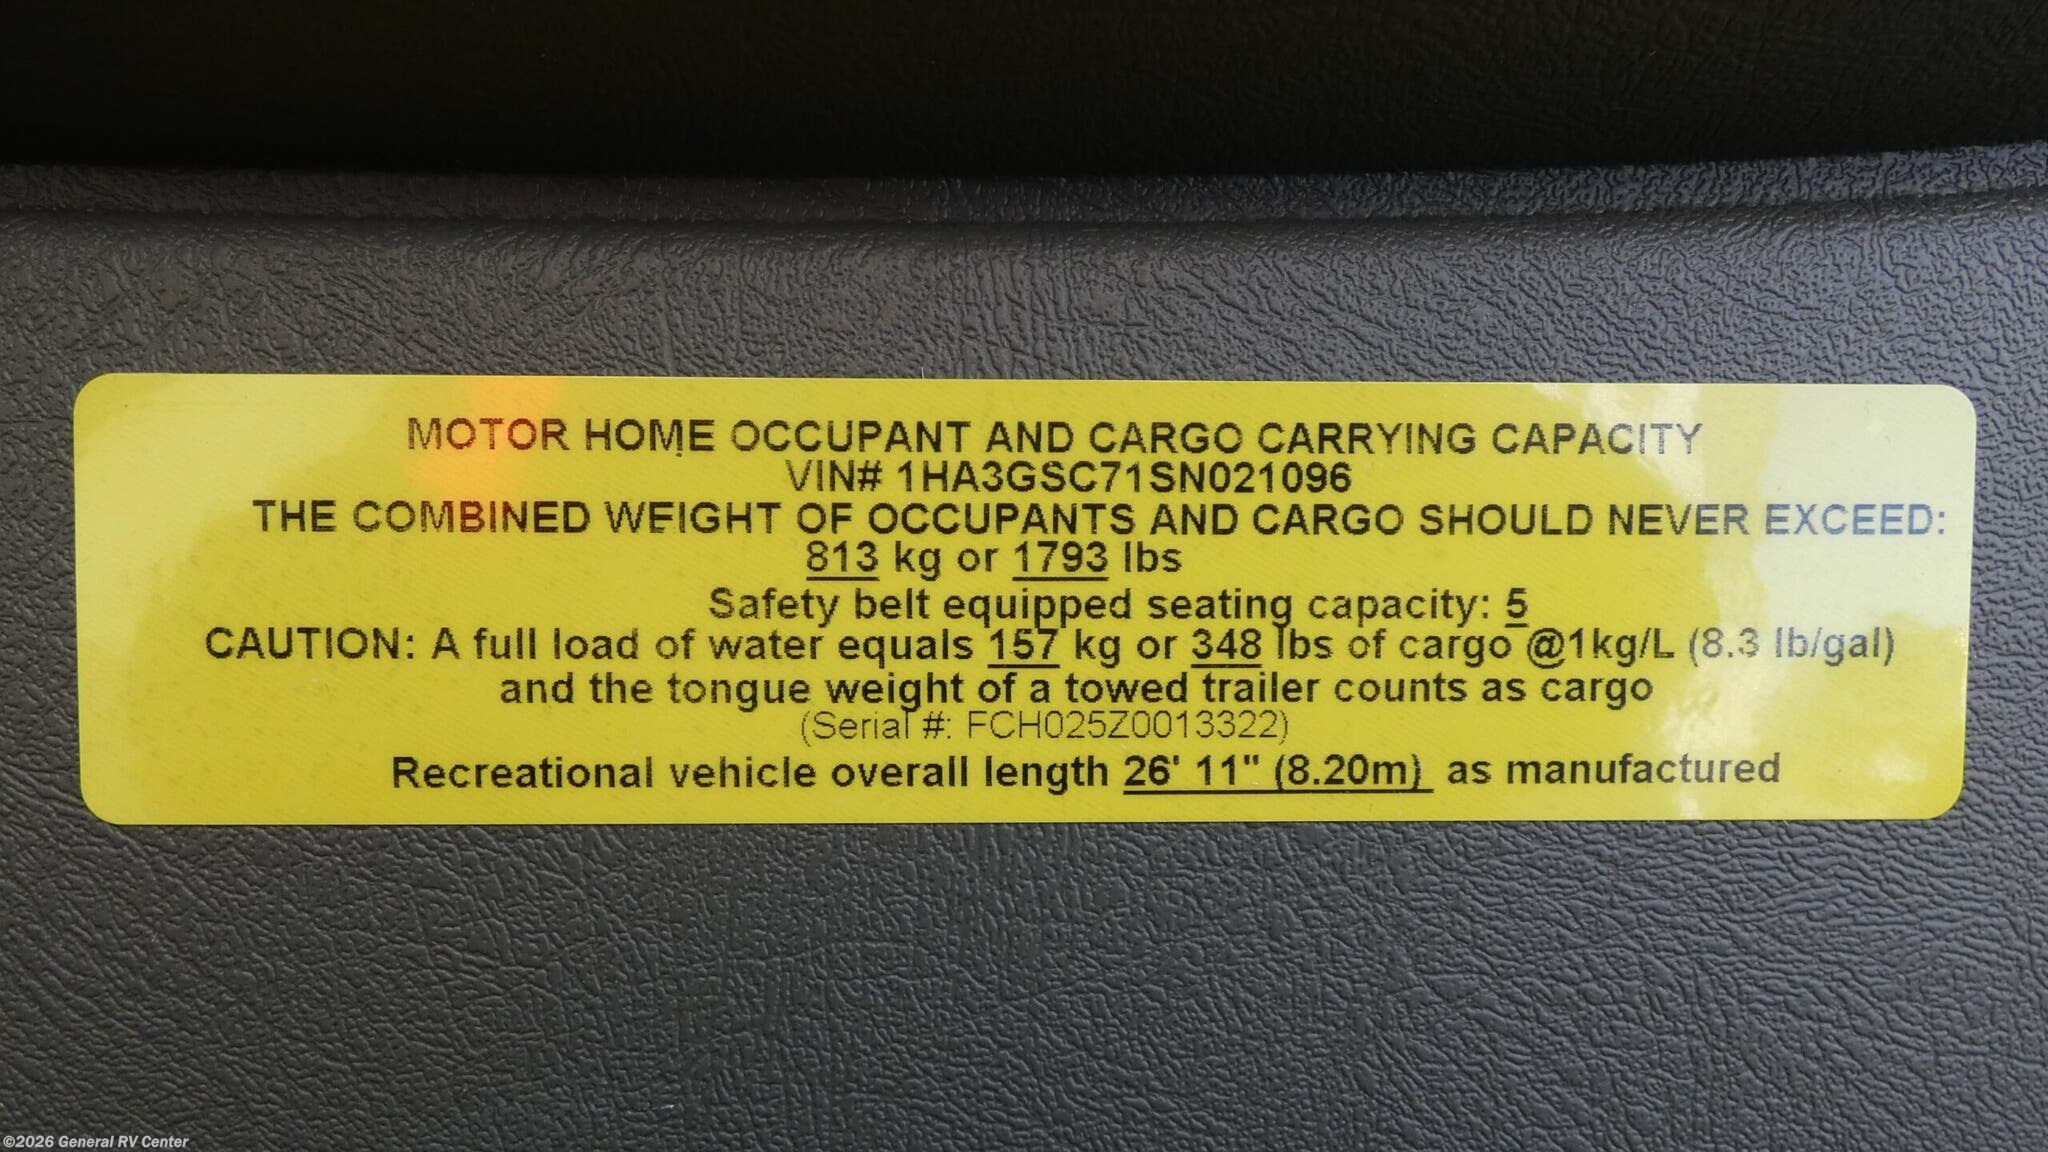 MOTOR HOME OCCUPANT AND CARGO CARRYING CAPACITY
VIN# 1HA3GSC71SN021096
THE COMBINED WEIGHT OF OCCUPANTS AND CARGO SHOULD NEVER EXCEED:
813 kg or 1793 lbs
Safety belt equipped seating capacity: 5
CAUTION: A full load of water equals 157 kg or 348 lbs of cargo @1kg/L (8.3 lb/gal)
and the tongue weight of a towed trailer counts as cargo
(Serial #: FCH025Z0013322)
Recreational vehicle overall length 26' 11" (8.20m) as manufactured
©2026 General RV Center